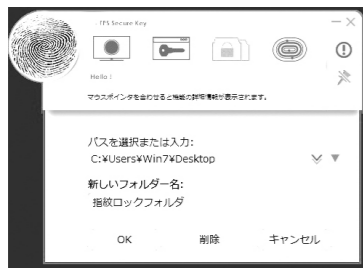 TFS Secure Key
Hello !
マウスポインタを合わせると機能の詳細情報が表示されます。
パスを選択または入力:
C:¥Users¥Win7¥Desktop
新しいフォルダー名:
指紋ロックフォルダ
OK 削除 キャンセル